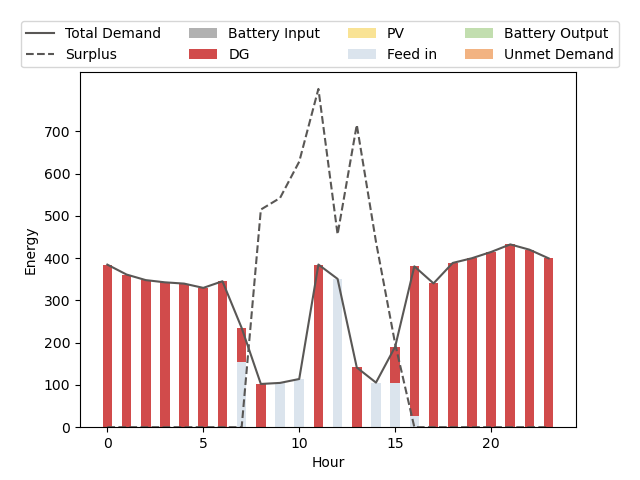 Total Demand Battery Input PV Battery Output
Surplus DG Feed in Unmet Demand
700
600
500
400
300
200
100
0
Energy
0 5 10 15 20
Hour